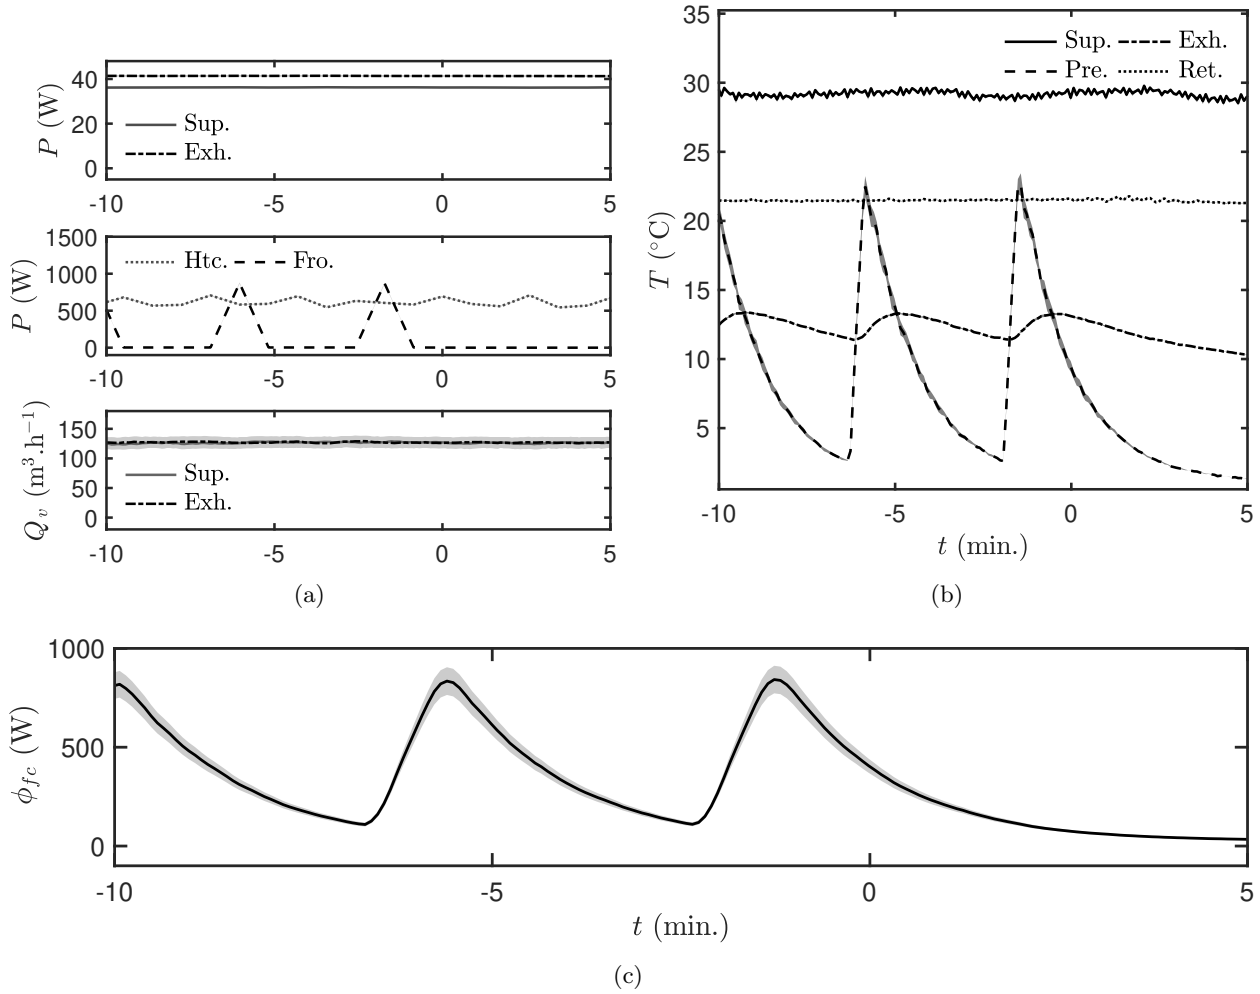 P (W)
40
20
0
Sup.
Exh.
-10 -5 0 5
P (W)
1500
1000
500
0
Htc. Fro.
-10 -5 0 5
Q_v (m³.h⁻¹)
150
100
50
0
Sup.
Exh.
-10 -5 0 5
(a)
T (°C)
35
30
25
20
15
10
5
Sup. Exh.
Pre. Ret.
-10 -5 0 5
t (min.)
(b)
ϕ_fc (W)
1000
500
0
-10 -5 0 5
t (min.)
(c)